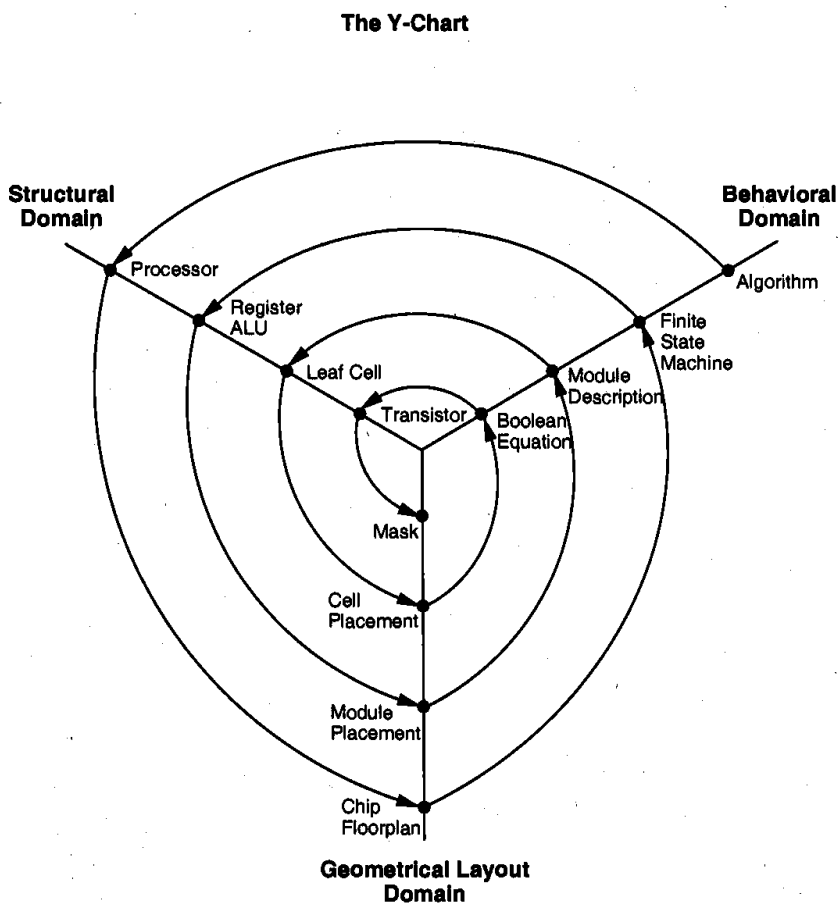 The Y-Chart
Structural
Domain
Behavioral
Domain
Processor
Algorithm
Register
ALU
Finite
State
Machine
Leaf Cell
Module
Description
Transistor
Boolean
Equation
Mask
Cell
Placement
Module
Placement
Chip
Floorplan
Geometrical Layout
Domain